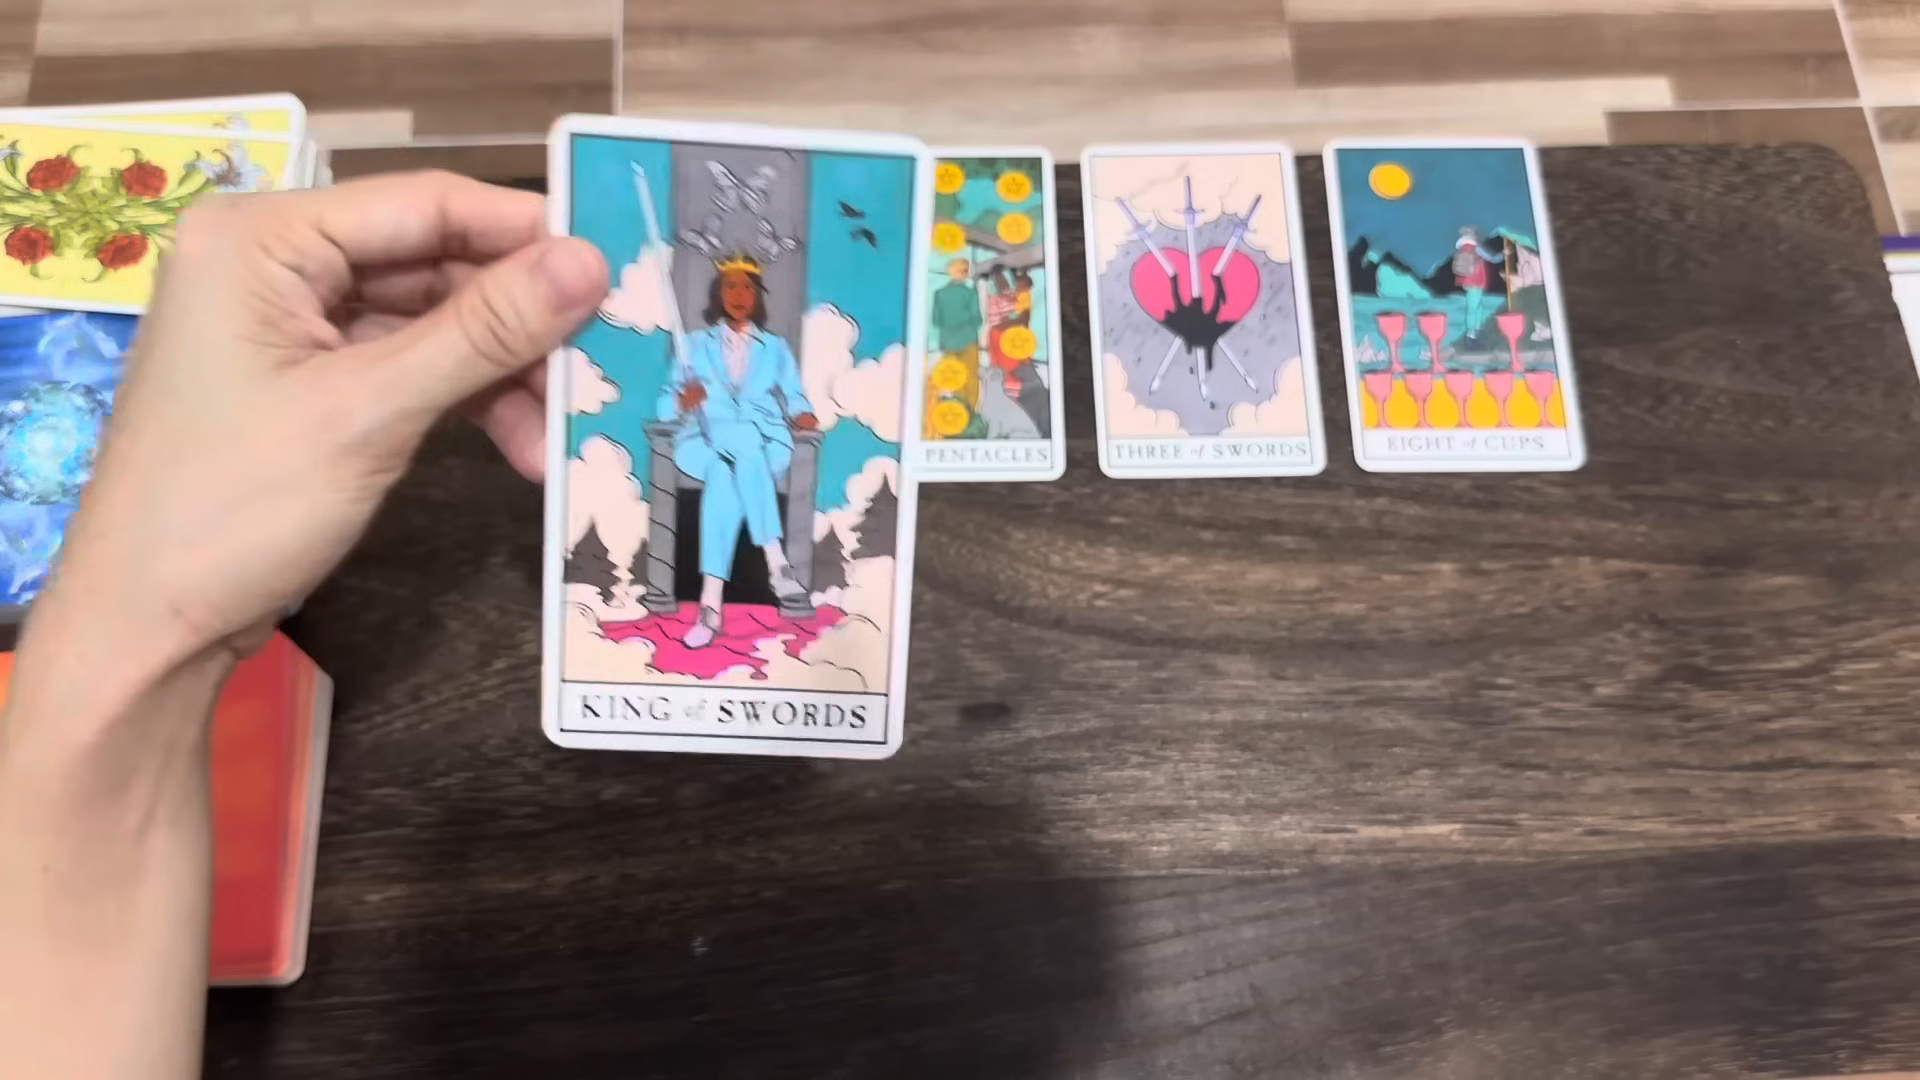 KING of SWORDS
PENTACLES
THREE of SWORDS
EIGHT of CUPS